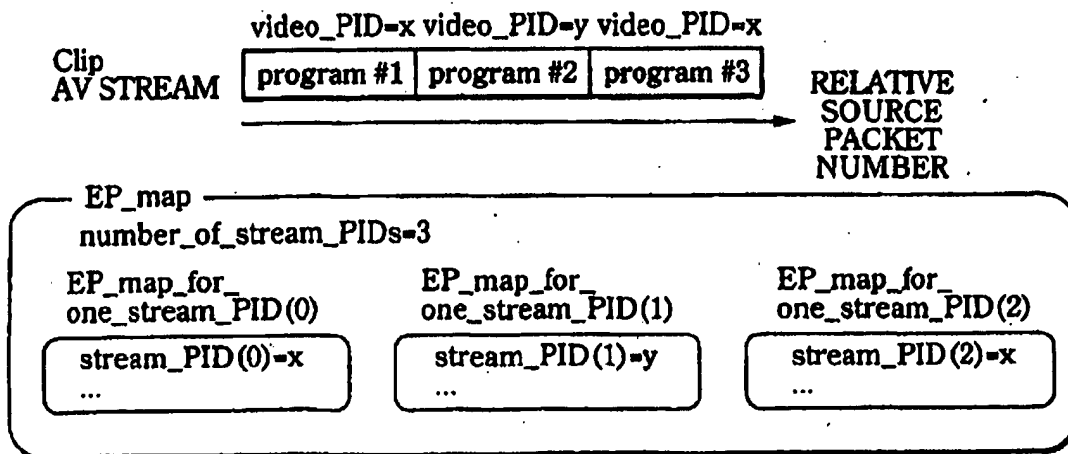 video_PID=x video_PID=y video_PID=x
Clip
AV STREAM
program #1 program #2 program #3
RELATIVE
SOURCE
PACKET
NUMBER
EP_map
number_of_stream_PIDs=3
EP_map_for_
one_stream_PID(0)
stream_PID(0)=x
...
EP_map_for_
one_stream_PID(1)
stream_PID(1)=y
...
EP_map_for_
one_stream_PID(2)
stream_PID(2)=x
...